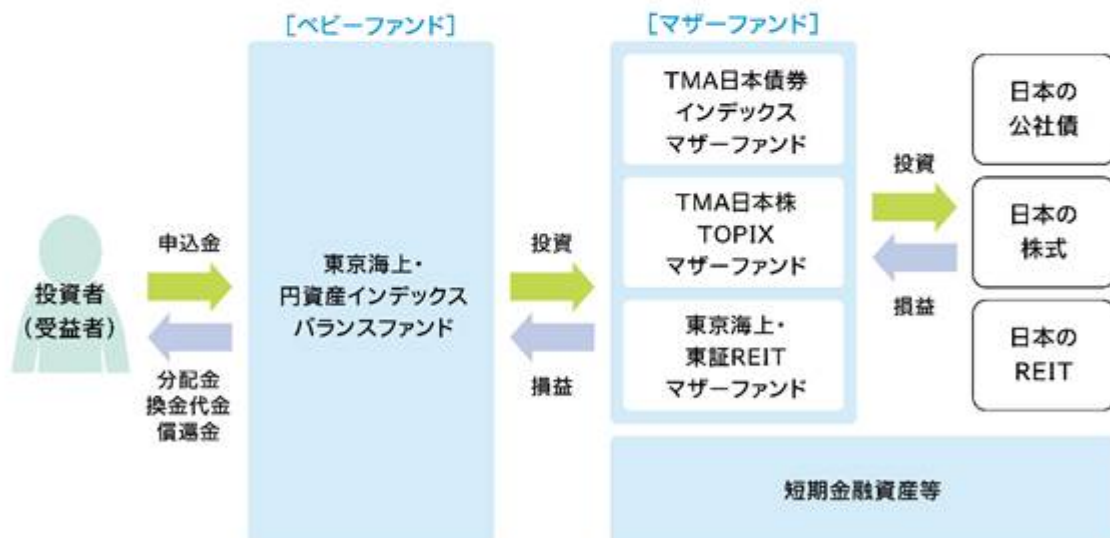 [ベビーファンド]
[マザーファンド]
投資者
(受益者)
申込金
分配金
換金代金
償還金
東京海上・
円資産インデックス
バランスファンド
投資
損益
TMA日本債券
インデックス
マザーファンド
TMA日本株
TOPIX
マザーファンド
東京海上・
東証REIT
マザーファンド
投資
損益
日本の
公社債
日本の
株式
日本の
REIT
短期金融資産等